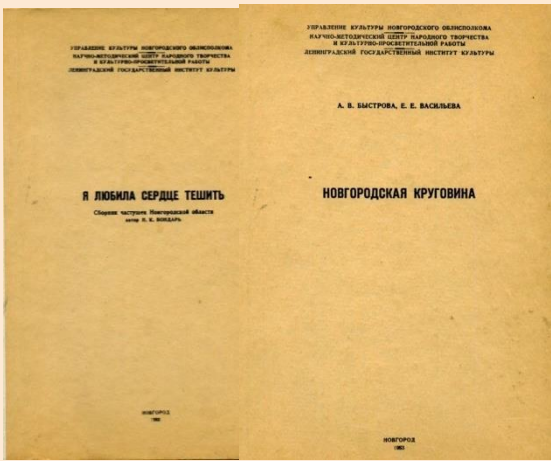 УПРАВЛЕНИЕ КУЛЬТУРЫ НОВГОРОДСКОГО ОБЛИСПОЛКОМА
НАУЧНО-МЕТОДИЧЕСКИЙ ЦЕНТР НАРОДНОГО ТВОРЧЕСТВА
И КУЛЬТУРНО-ПРОСВЕТИТЕЛЬНОЙ РАБОТЫ
ЛЕНИНГРАДСКИЙ ГОСУДАРСТВЕННЫЙ ИНСТИТУТ КУЛЬТУРЫ
Я ЛЮБИЛА СЕРДЦЕ ТЕШИТЬ
Сборник частушек Новгородской области
автор БОНДАРЬ
НОВГОРОД
УПРАВЛЕНИЕ КУЛЬТУРЫ НОВГОРОДСКОГО ОБЛИСПОЛКОМА
НАУЧНО-МЕТОДИЧЕСКИЙ ЦЕНТР НАРОДНОГО ТВОРЧЕСТВА
И КУЛЬТУРНО-ПРОСВЕТИТЕЛЬНОЙ РАБОТЫ
ЛЕНИНГРАДСКИЙ ГОСУДАРСТВЕННЫЙ ИНСТИТУТ КУЛЬТУРЫ
А. В. БЫСТРОВА, Е. Е. ВАСИЛЬЕВА
НОВГОРОДСКАЯ КРУГОВИНА
НОВГОРОД